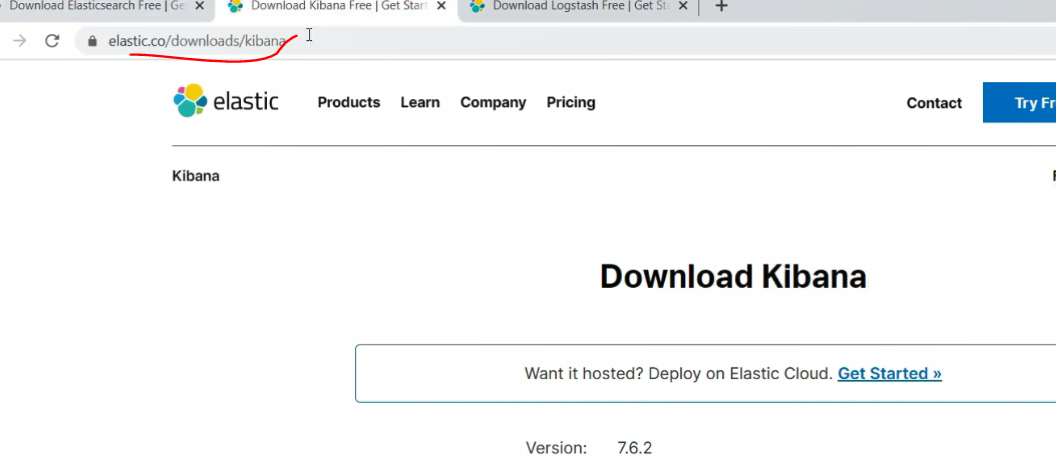 Download Elasticsearch Free | Ge
Download Kibana Free | Get Start
Download Logstash Free | Get Sta
elastic.co/downloads/kibana
elastic
Products Learn Company Pricing
Contact
Try Fr
Kibana
F
Download Kibana
Want it hosted? Deploy on Elastic Cloud. Get Started »
Version: 7.6.2